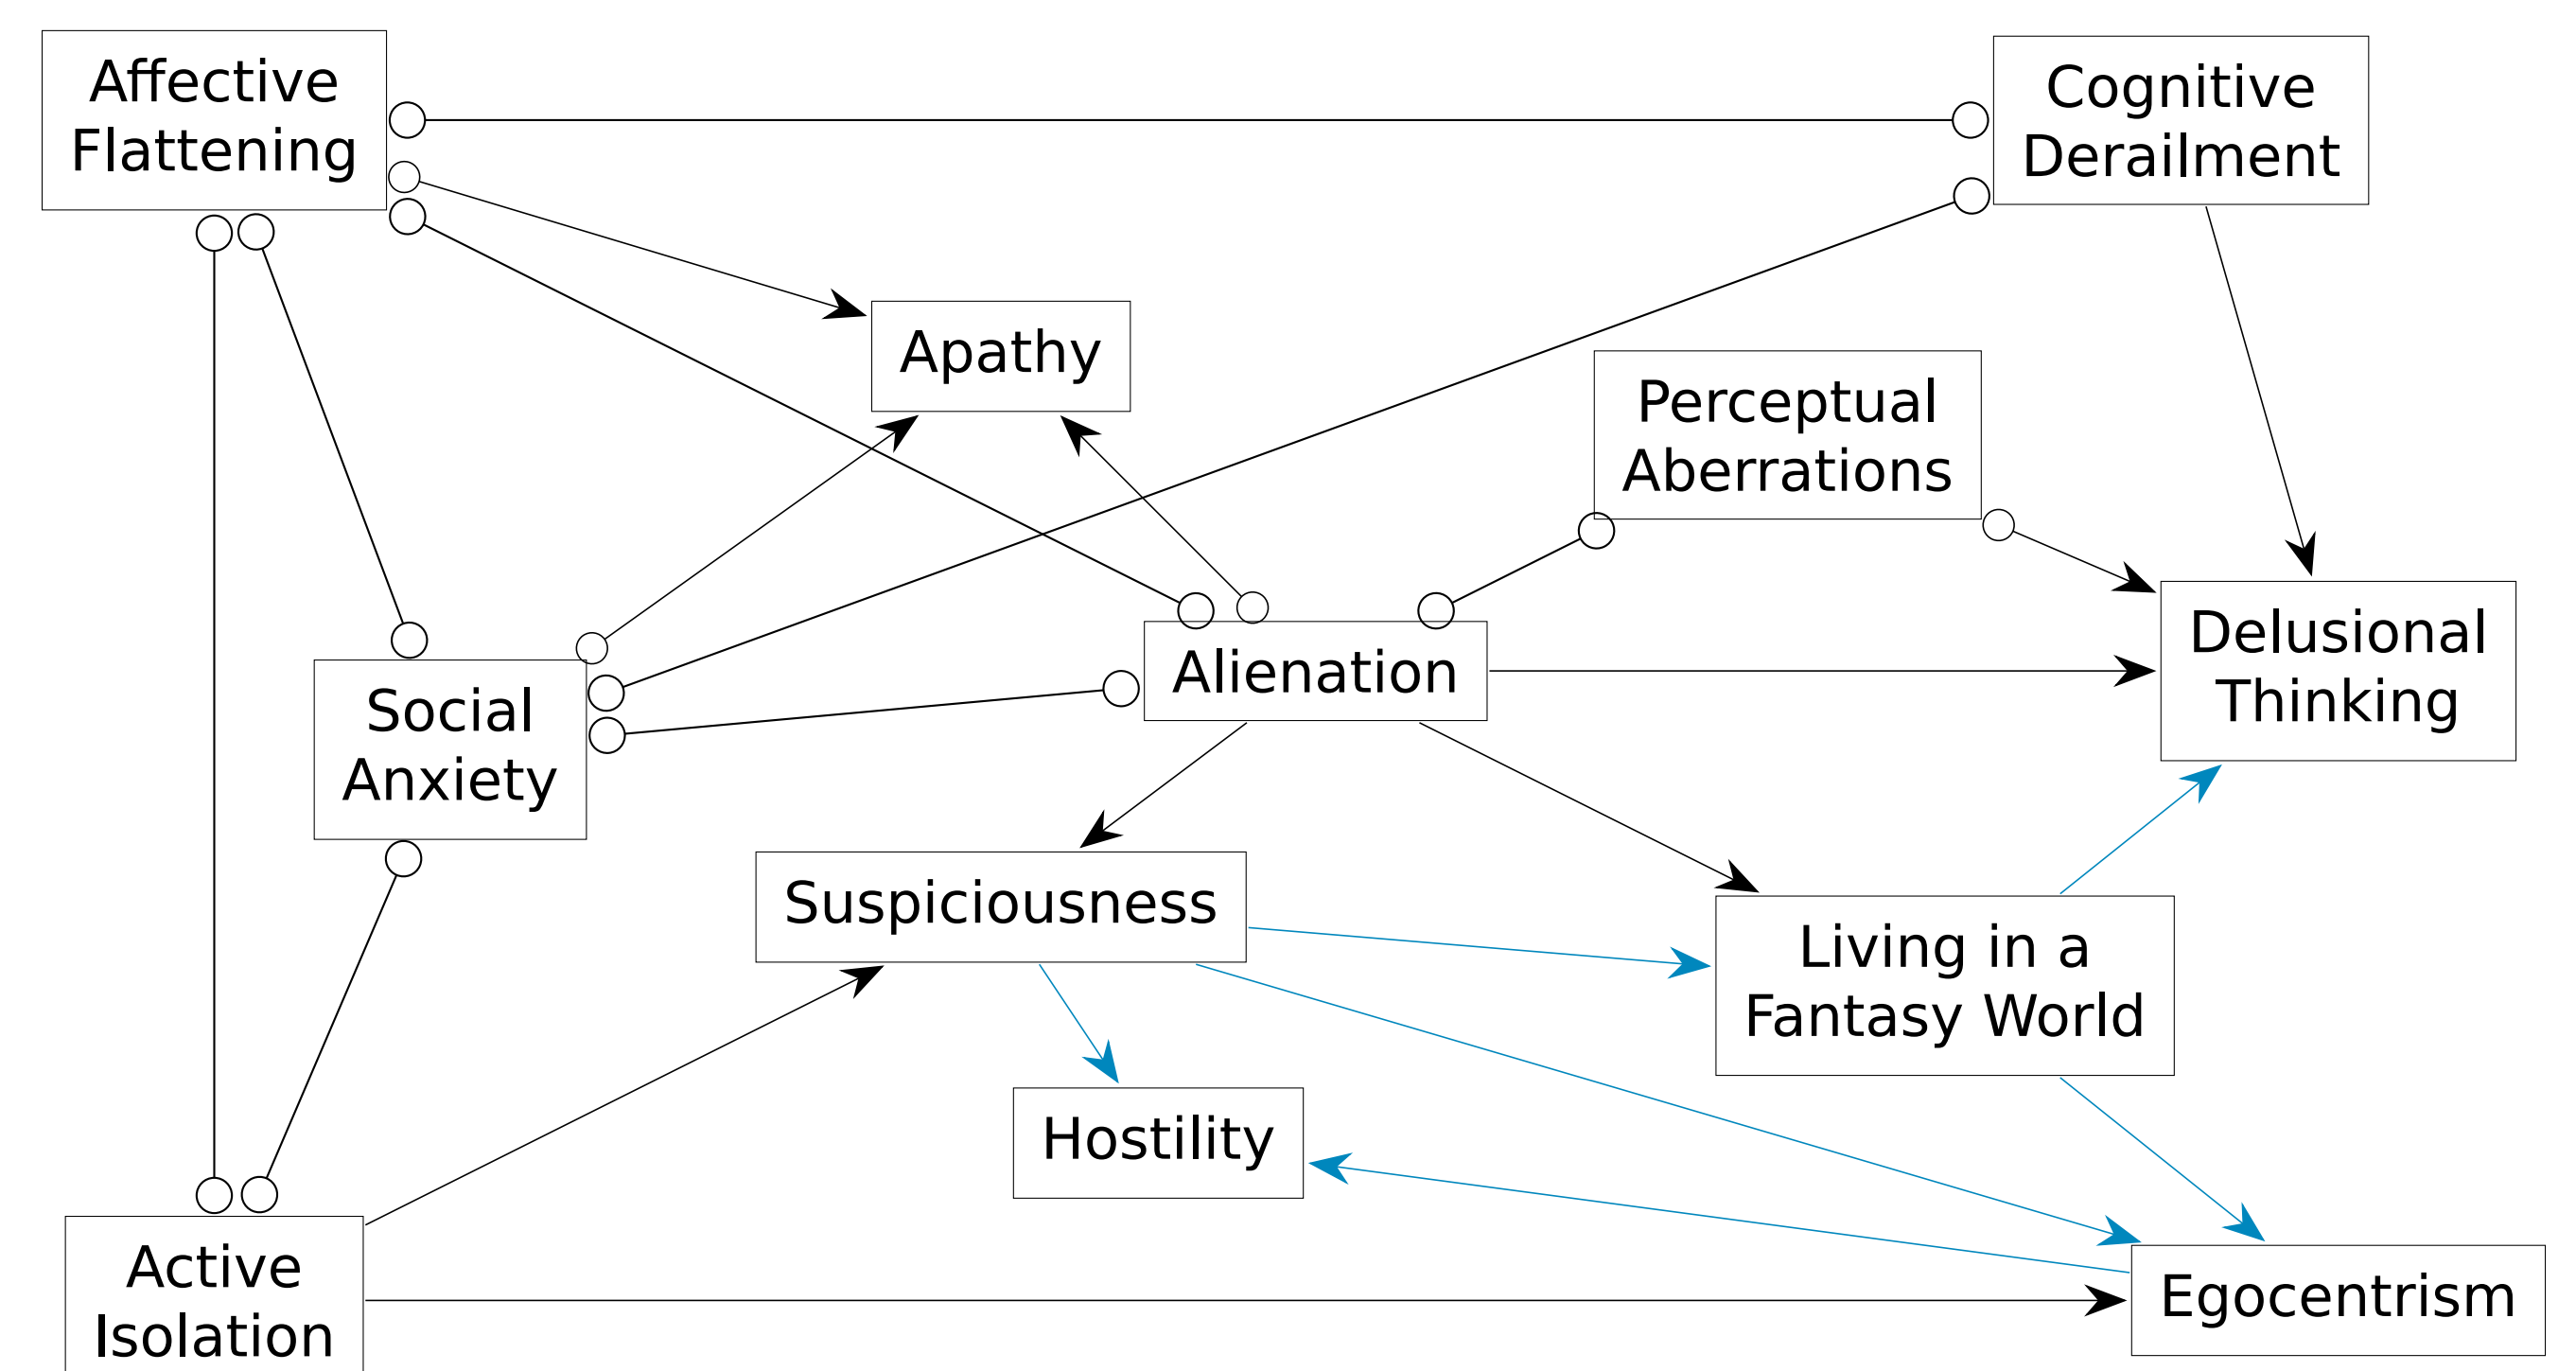 Affective
Flattening
Cognitive
Derailment
Apathy
Perceptual
Aberrations
Delusional
Thinking
Alienation
Social
Anxiety
Suspiciousness
Living in a
Fantasy World
Hostility
Active
Isolation
Egocentrism